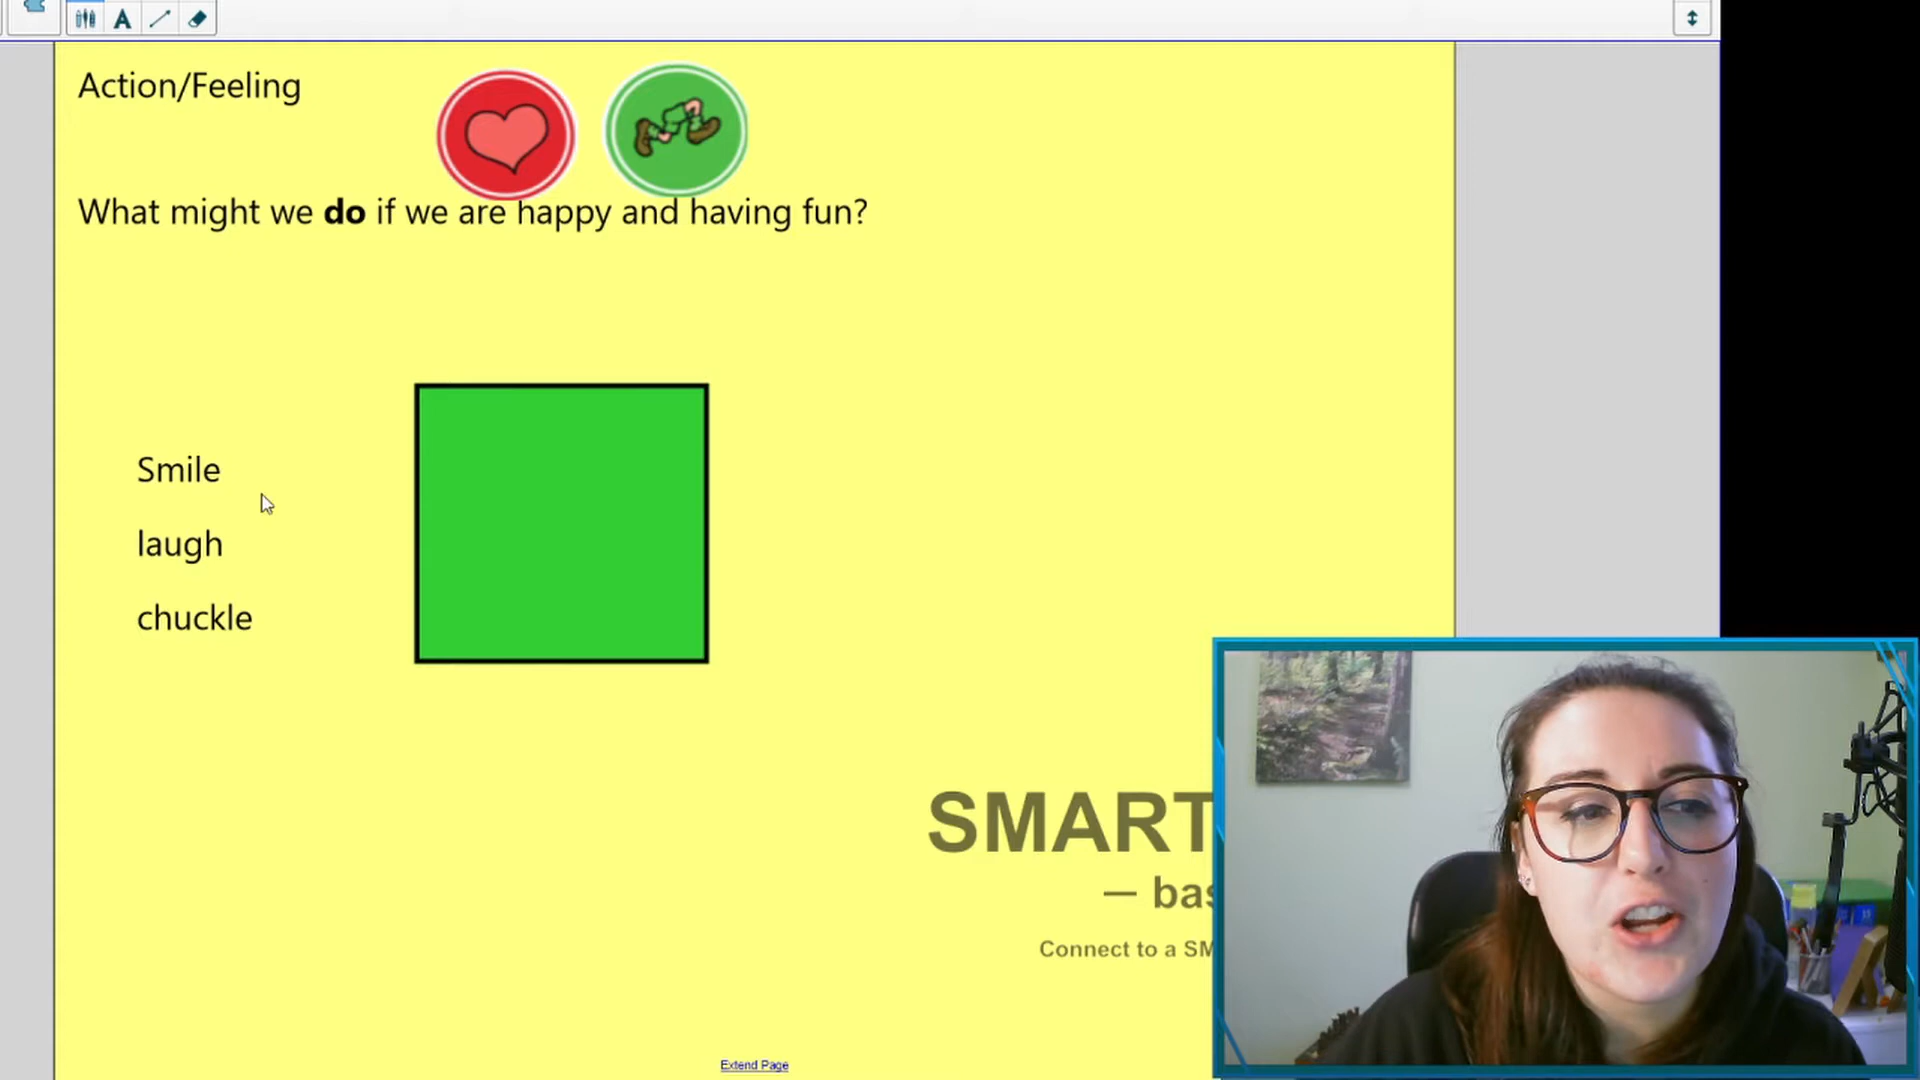 Action/Feeling
What might we do if we are happy and having fun?
Smile
laugh
chuckle
SMART
— bas
Connect to a SM
Extend Page